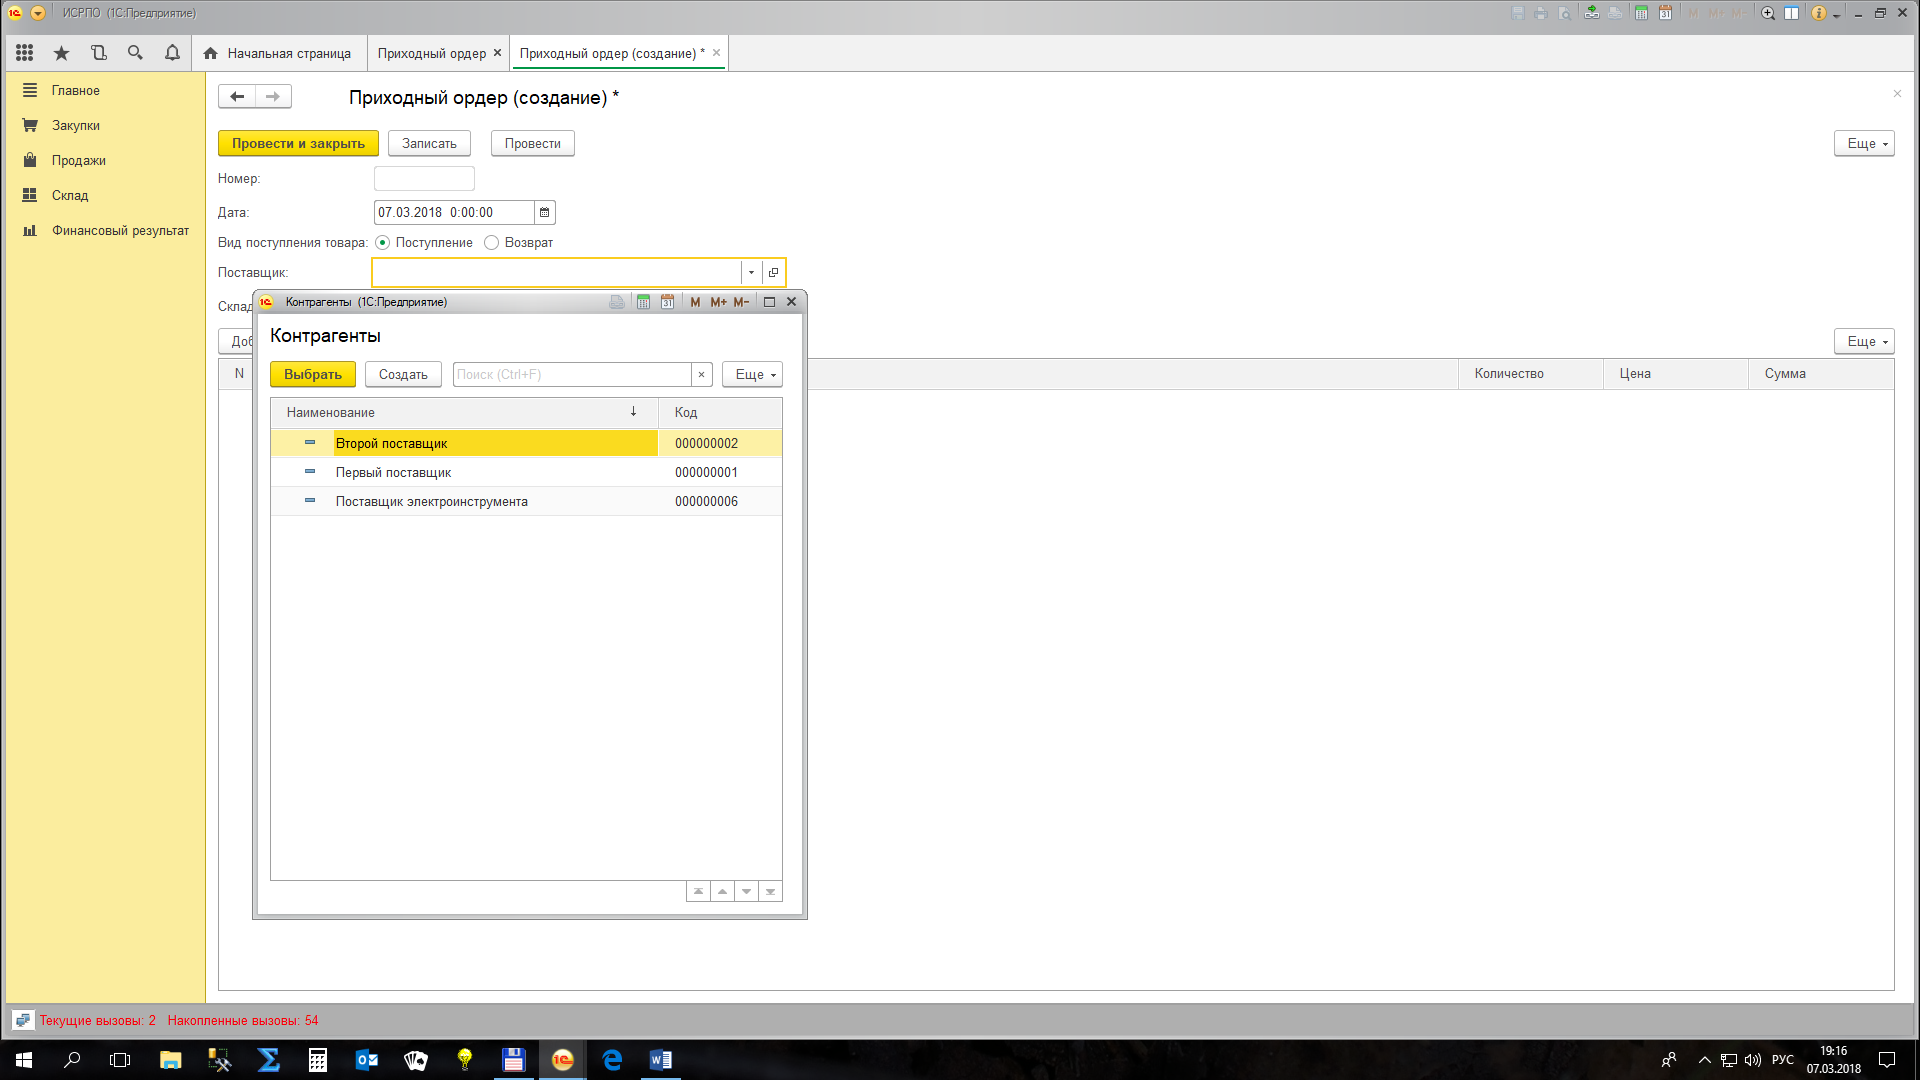 ИСРПО (1С:Предприятие)
M M+ M-
Начальная страница
Приходный ордер
Приходный ордер (создание) *
Главное
Закупки
Продажи
Склад
Финансовый результат
Приходный ордер (создание) *
Провести и закрыть
Записать
Провести
Еще
Номер:
Дата:
07.03.2018 0:00:00
Вид поступления товара:
Поступление
Возврат
Поставщик:
Склад
Доб
Еще
N
Количество
Цена
Сумма
Контрагенты (1С:Предприятие)
31
M M+ M-
Контрагенты
Выбрать
Создать
Поиск (Ctrl+F)
Еще
Наименование
Код
Второй поставщик
000000002
Первый поставщик
000000001
Поставщик электроинструмента
000000006
Текущие вызовы: 2 Накопленные вызовы: 54
РУС
19:16
07.03.2018